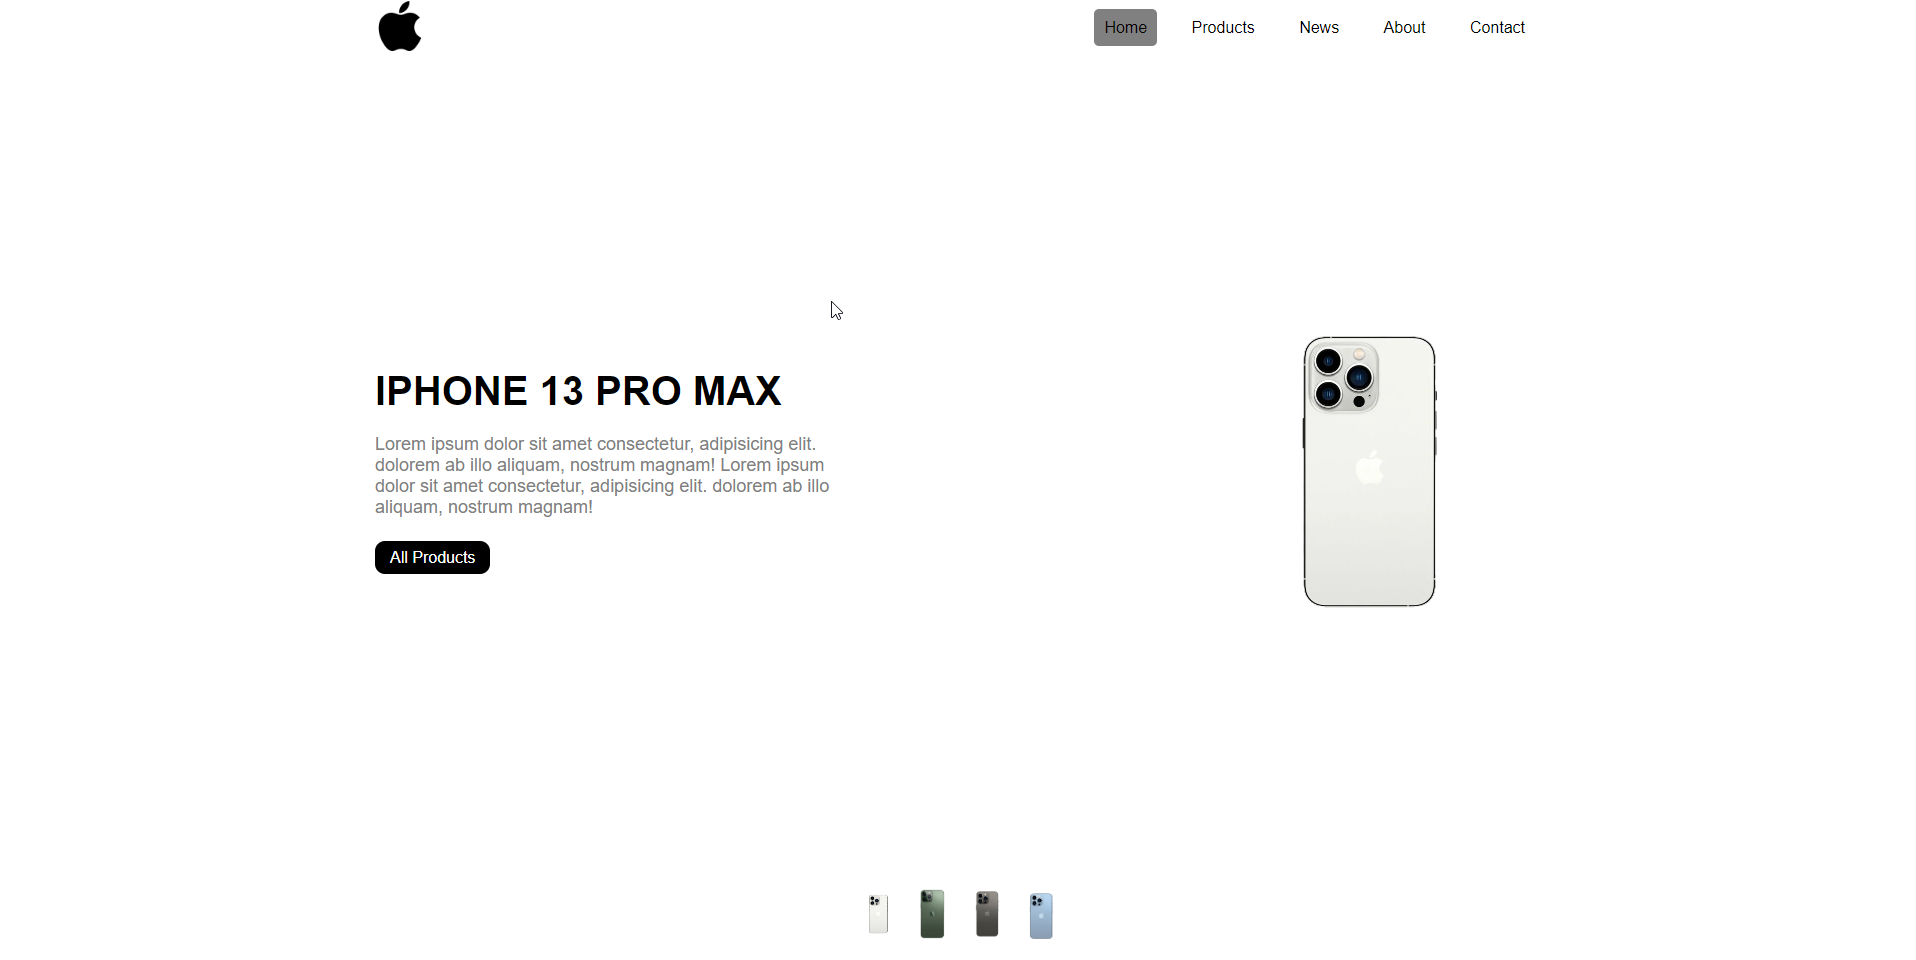 Home Products News About Contact
IPHONE 13 PRO MAX
Lorem ipsum dolor sit amet consectetur, adipisicing elit.
dolorem ab illo aliquam, nostrum magnam! Lorem ipsum
dolor sit amet consectetur, adipisicing elit. dolorem ab illo
aliquam, nostrum magnam!
All Products